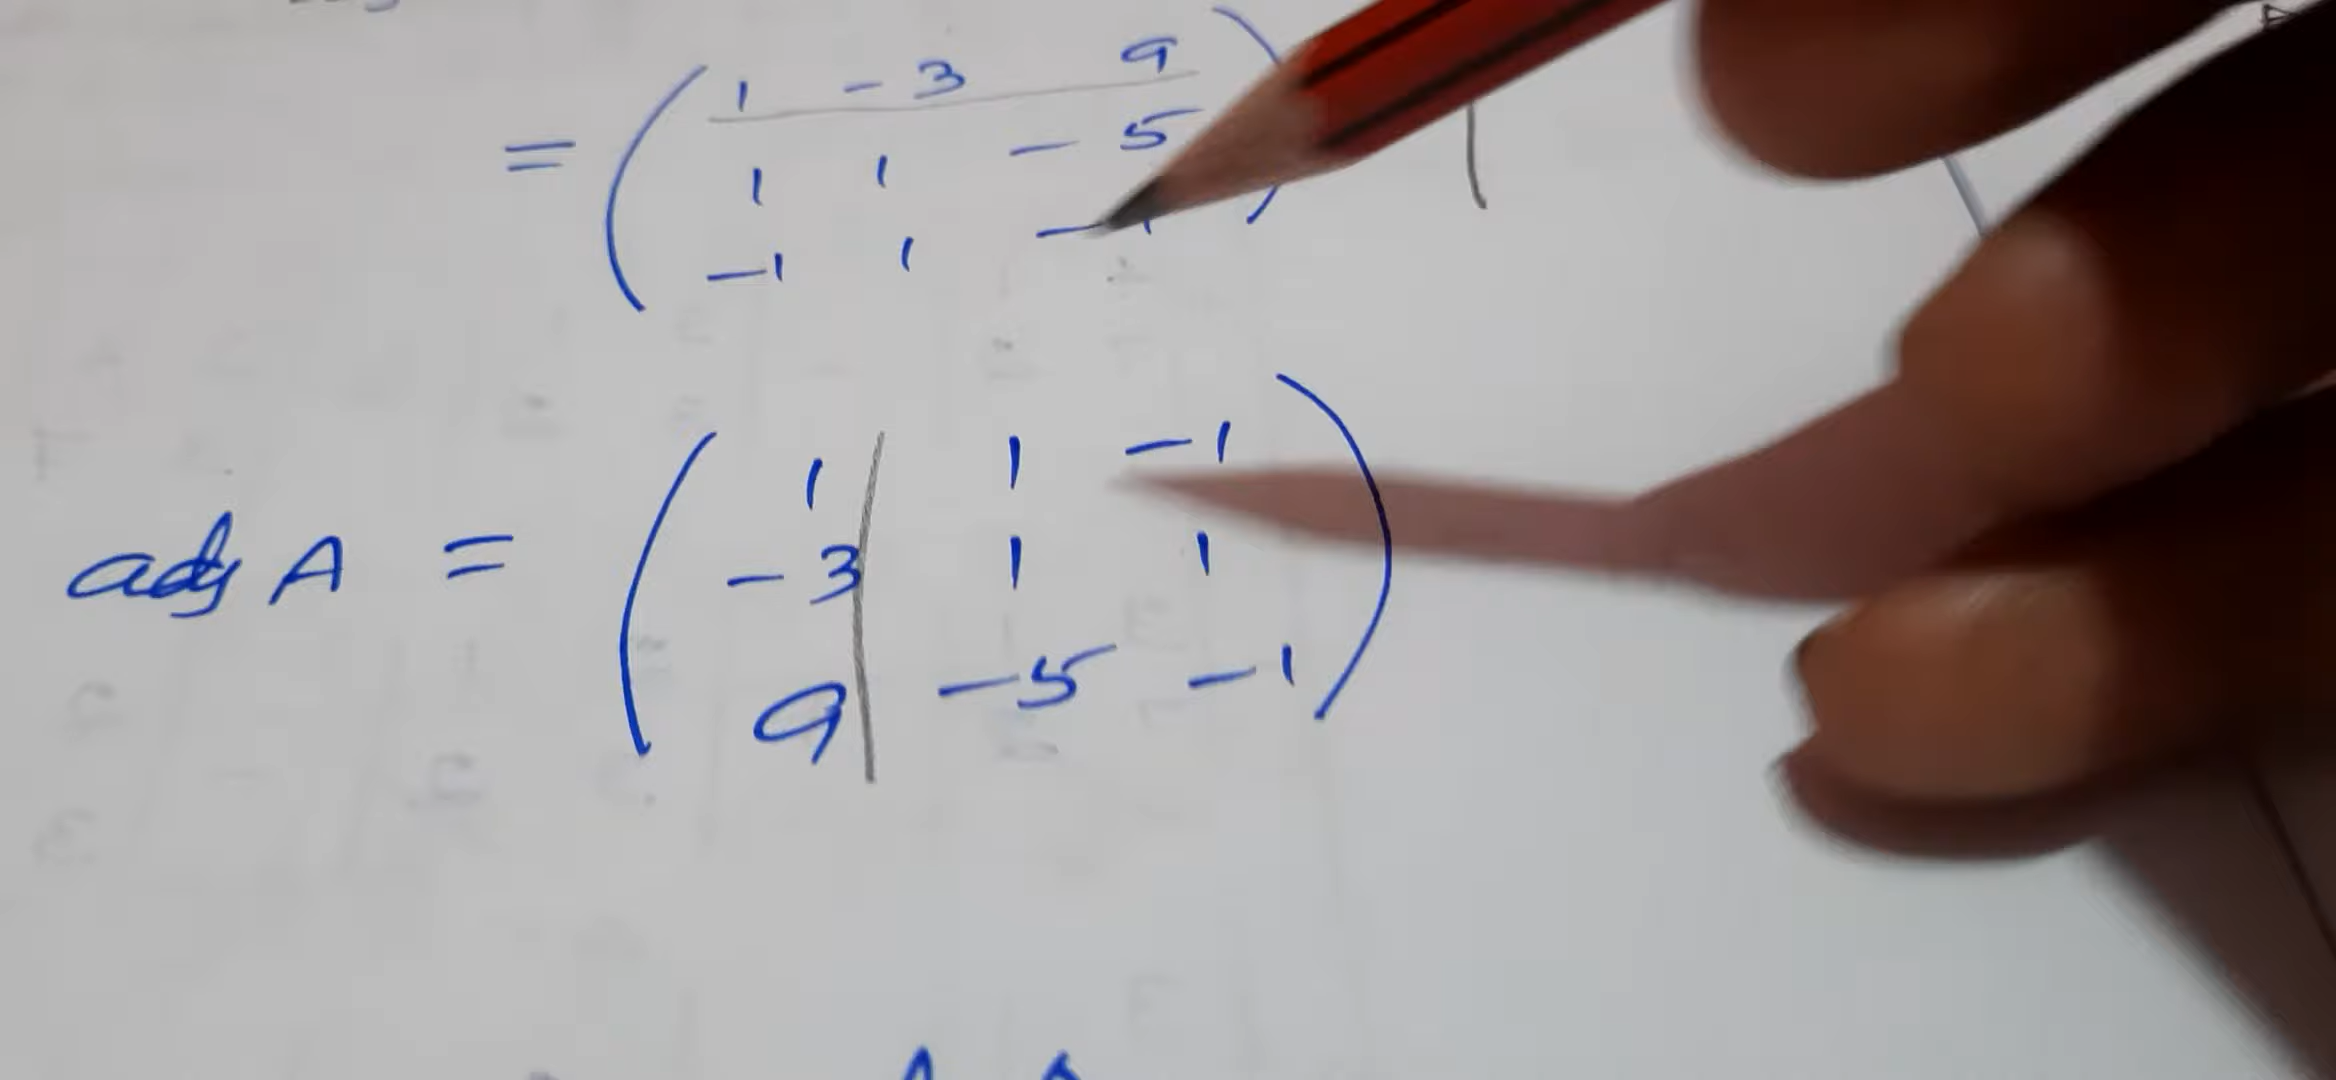 = ( 1 -3 9
1 1 -5
-1 1 - )
adj A = ( 1 1 -1
-3 1 1
9 -5 -1 )